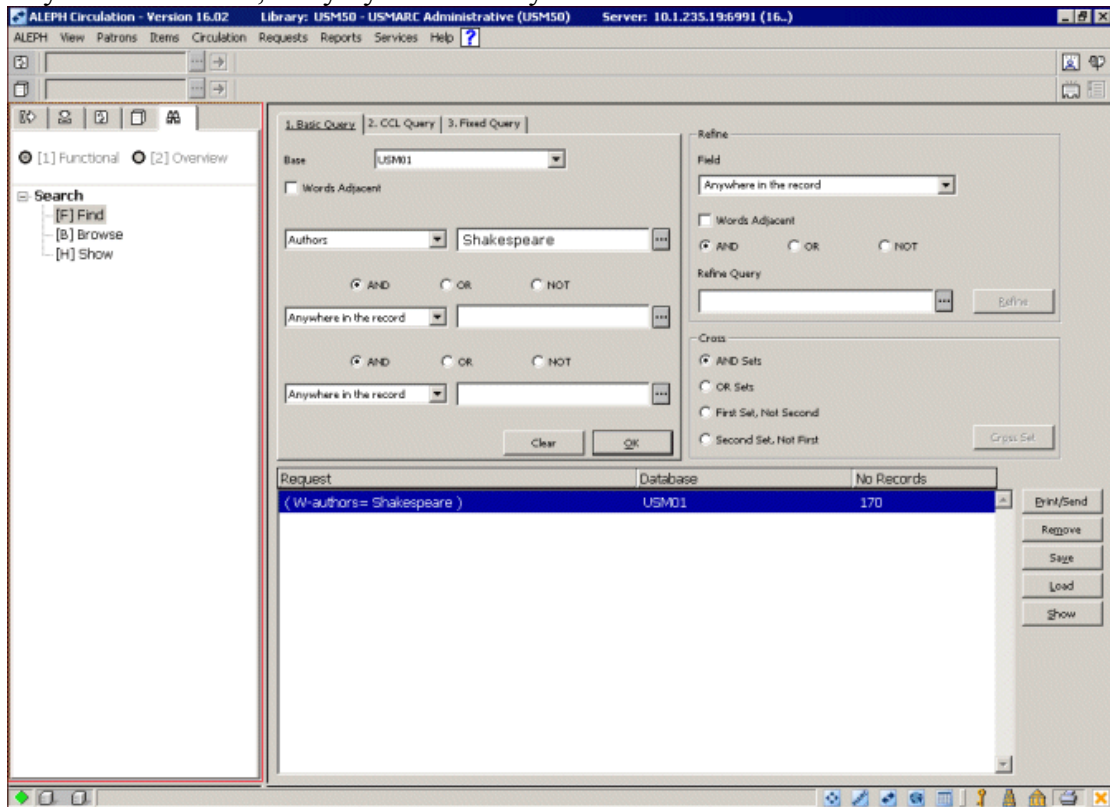 ALEPH Circulation - Version 16.02 Library: USM50 - USMARC Administrative (USM50) Server: 10.1.235.19:6991 (16..)
ALEPH View Patrons Items Circulation Requests Reports Services Help ?
[1] Functional [2] Overview
Search
[F] Find
[B] Browse
[H] Show
1. Basic Query 2. CCL Query 3. Fixed Query
Base USM01
Words Adjacent
Authors Shakespeare ...
AND OR NOT
Anywhere in the record ...
AND OR NOT
Anywhere in the record ...
Clear OK
Refine
Field
Anywhere in the record
Words Adjacent
AND OR NOT
Refine Query
... Refine
Cross
AND Sets
OR Sets
First Set, Not Second
Second Set, Not First Cross Set
Request Database No Records
( W-authors= Shakespeare ) USM01 170
Print/Send
Remove
Save
Load
Show